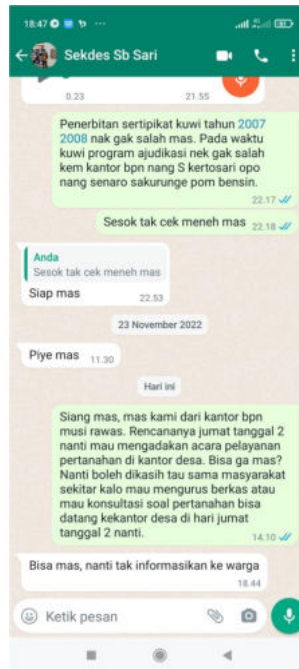 18:47
Sekdes Sb Sari
0.23
21.55
Penerbitan sertipikat kuwi tahun 2007
2008 nak gak salah mas. Pada waktu
kuwi program ajudikasi nek gak salah
kem kantor bpn nang S kertosari opo
nang senaro sakurunge pom bensin.
22.17
Sesok tak cek meneh mas
22.18
Anda
Sesok tak cek meneh mas
Siap mas
22.53
23 November 2022
Piye mas
11.30
Hari ini
Siang mas, mas kami dari kantor bpn
musi rawas. Rencananya jumat tanggal 2
nanti mau mengadakan acara pelayanan
pertanahan di kantor desa. Bisa ga mas?
Nanti boleh dikasih tau sama masyarakat
sekitar kalo mau mengurus berkas atau
mau konsultasi soal pertanahan bisa
datang kekantor desa di hari jumat
tanggal 2 nanti.
14.10
Bisa mas, nanti tak informasikan ke warga
18.44
Ketik pesan